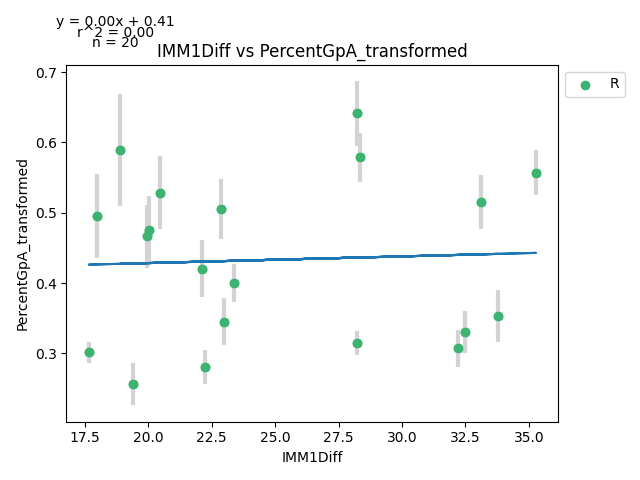 y = 0.00x + 0.41
r^2 = 0.00
n = 20
IMM1Diff vs PercentGpA_transformed
R
PercentGpA_transformed
0.7
0.6
0.5
0.4
0.3
17.5 20.0 22.5 25.0 27.5 30.0 32.5 35.0
IMM1Diff